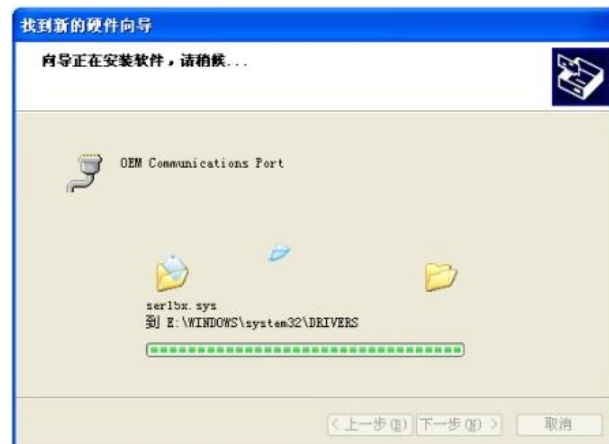 找到新的硬件向导
向导正在安装软件，请稍候...
OEM Communications Port
ser15x.sys
到 E:\WINDOWS\system32\DRIVERS
< 上一步(B)
下一步(N) >
取消